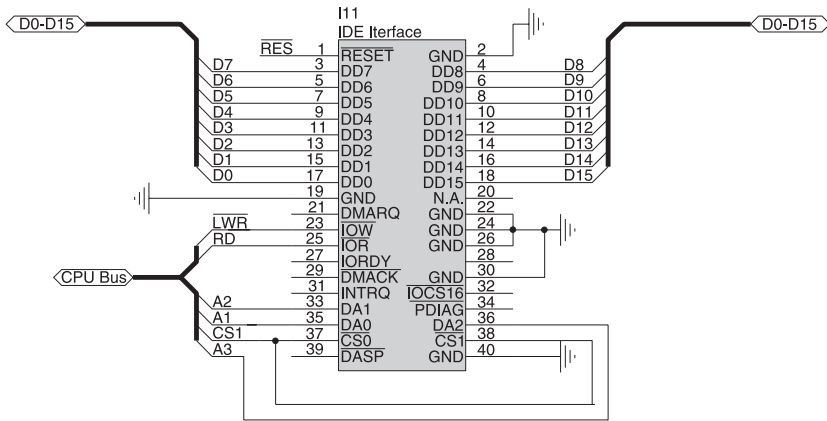 D0-D15
I11
D0-D15
IDE Iterface
RES 1 RESET GND 2
D7 3 DD7 DD8 4 D8
D6 5 DD6 DD9 6 D9
D5 7 DD5 DD10 8 D10
D4 9 DD4 DD11 10 D11
D3 11 DD3 DD12 12 D12
D2 13 DD2 DD13 14 D13
D1 15 DD1 DD14 16 D14
D0 17 DD0 DD15 18 D15
19 GND N.A. 20
21 DMARQ GND 22
LWR 23 IOW GND 24
RD 25 IOR GND 26
27 IORDY 28
CPU Bus 29 DMACK GND 30
31 INTRQ IOCS16 32
A2 33 DA1 PDIAG 34
A1 35 DA0 DA2 36
CS1 37 CS0 CS1 38
A3 39 DASP GND 40